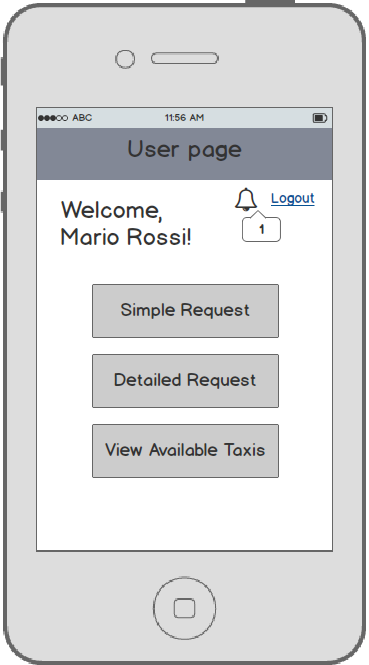 ABC 11:56 AM
User page
Logout
Welcome,
Mario Rossi!
1
Simple Request
Detailed Request
View Available Taxis